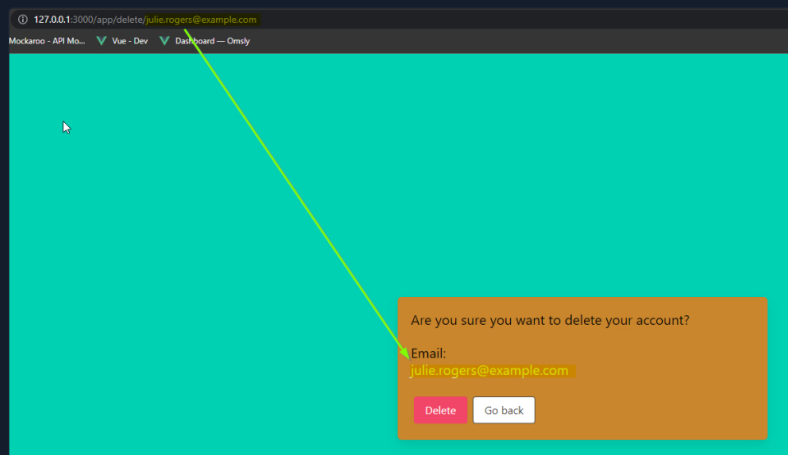 127.0.0.1:3000/app/delete/julie.rogers@example.com
Mockaroo - API Mo... Vue - Dev Dashboard — Omsly
Are you sure you want to delete your account?
Email:
julie.rogers@example.com
Delete Go back